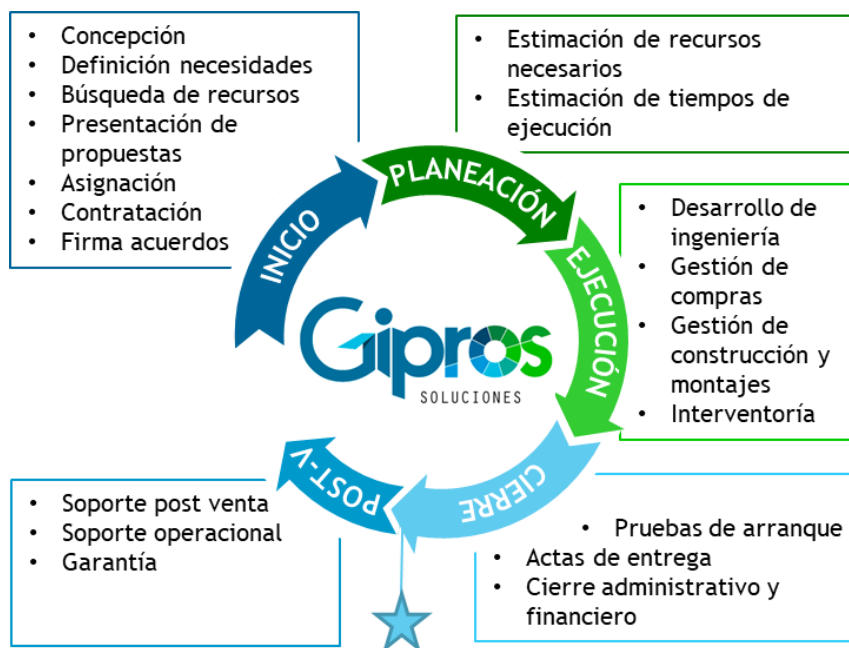 • Concepción
• Definición necesidades
• Búsqueda de recursos
• Presentación de
propuestas
• Asignación
• Contratación
• Firma acuerdos
• Estimación de recursos
necesarios
• Estimación de tiempos de
ejecución
INICIO
PLANEACIÓN
EJECUCIÓN
CIERRE
POST-V
Gipros
SOLUCIONES
• Desarrollo de
ingeniería
• Gestión de
compras
• Gestión de
construcción y
montajes
• Interventoría
• Soporte post venta
• Soporte operacional
• Garantía
• Pruebas de arranque
• Actas de entrega
• Cierre administrativo y
financiero